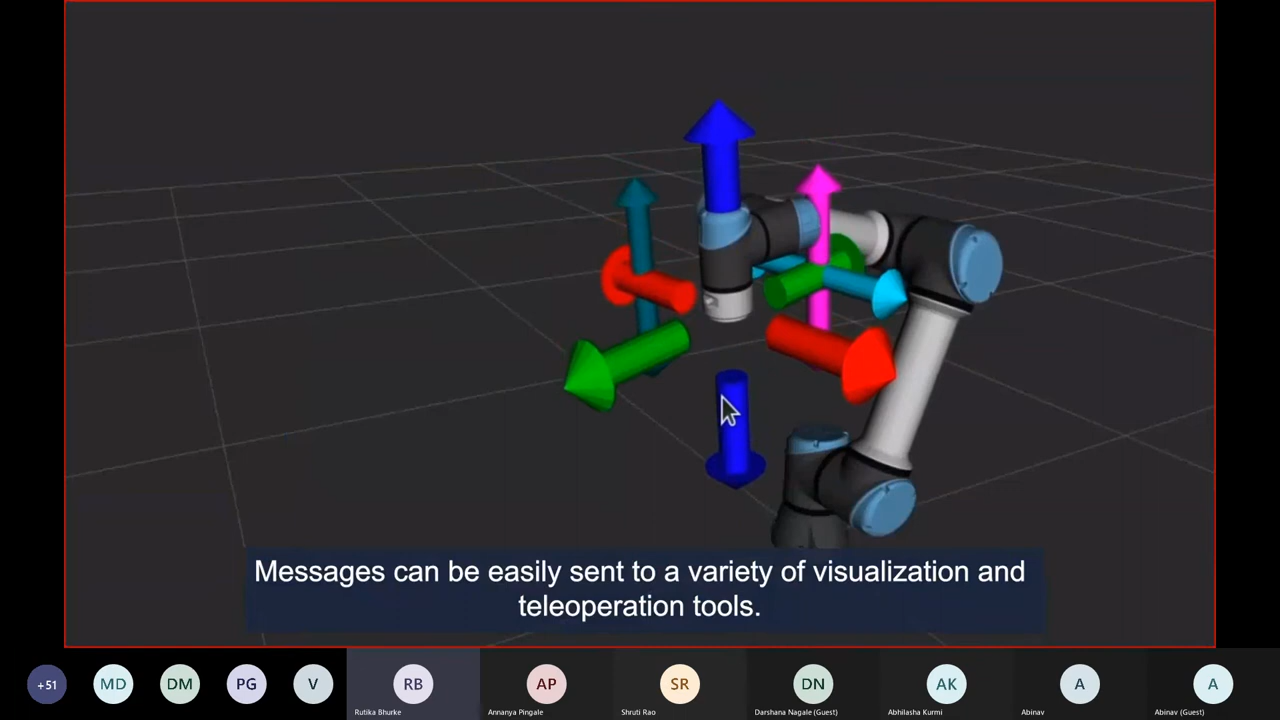 Messages can be easily sent to a variety of visualization and
teleoperation tools.
+51
MD
DM
PG
V
RB
AP
SR
DN
AK
A
A
Rutika Bhurke
Annanya Pingale
Shruti Rao
Darshana Nagale (Guest)
Abhilasha Kurmi
Abinav
Abinav (Guest)